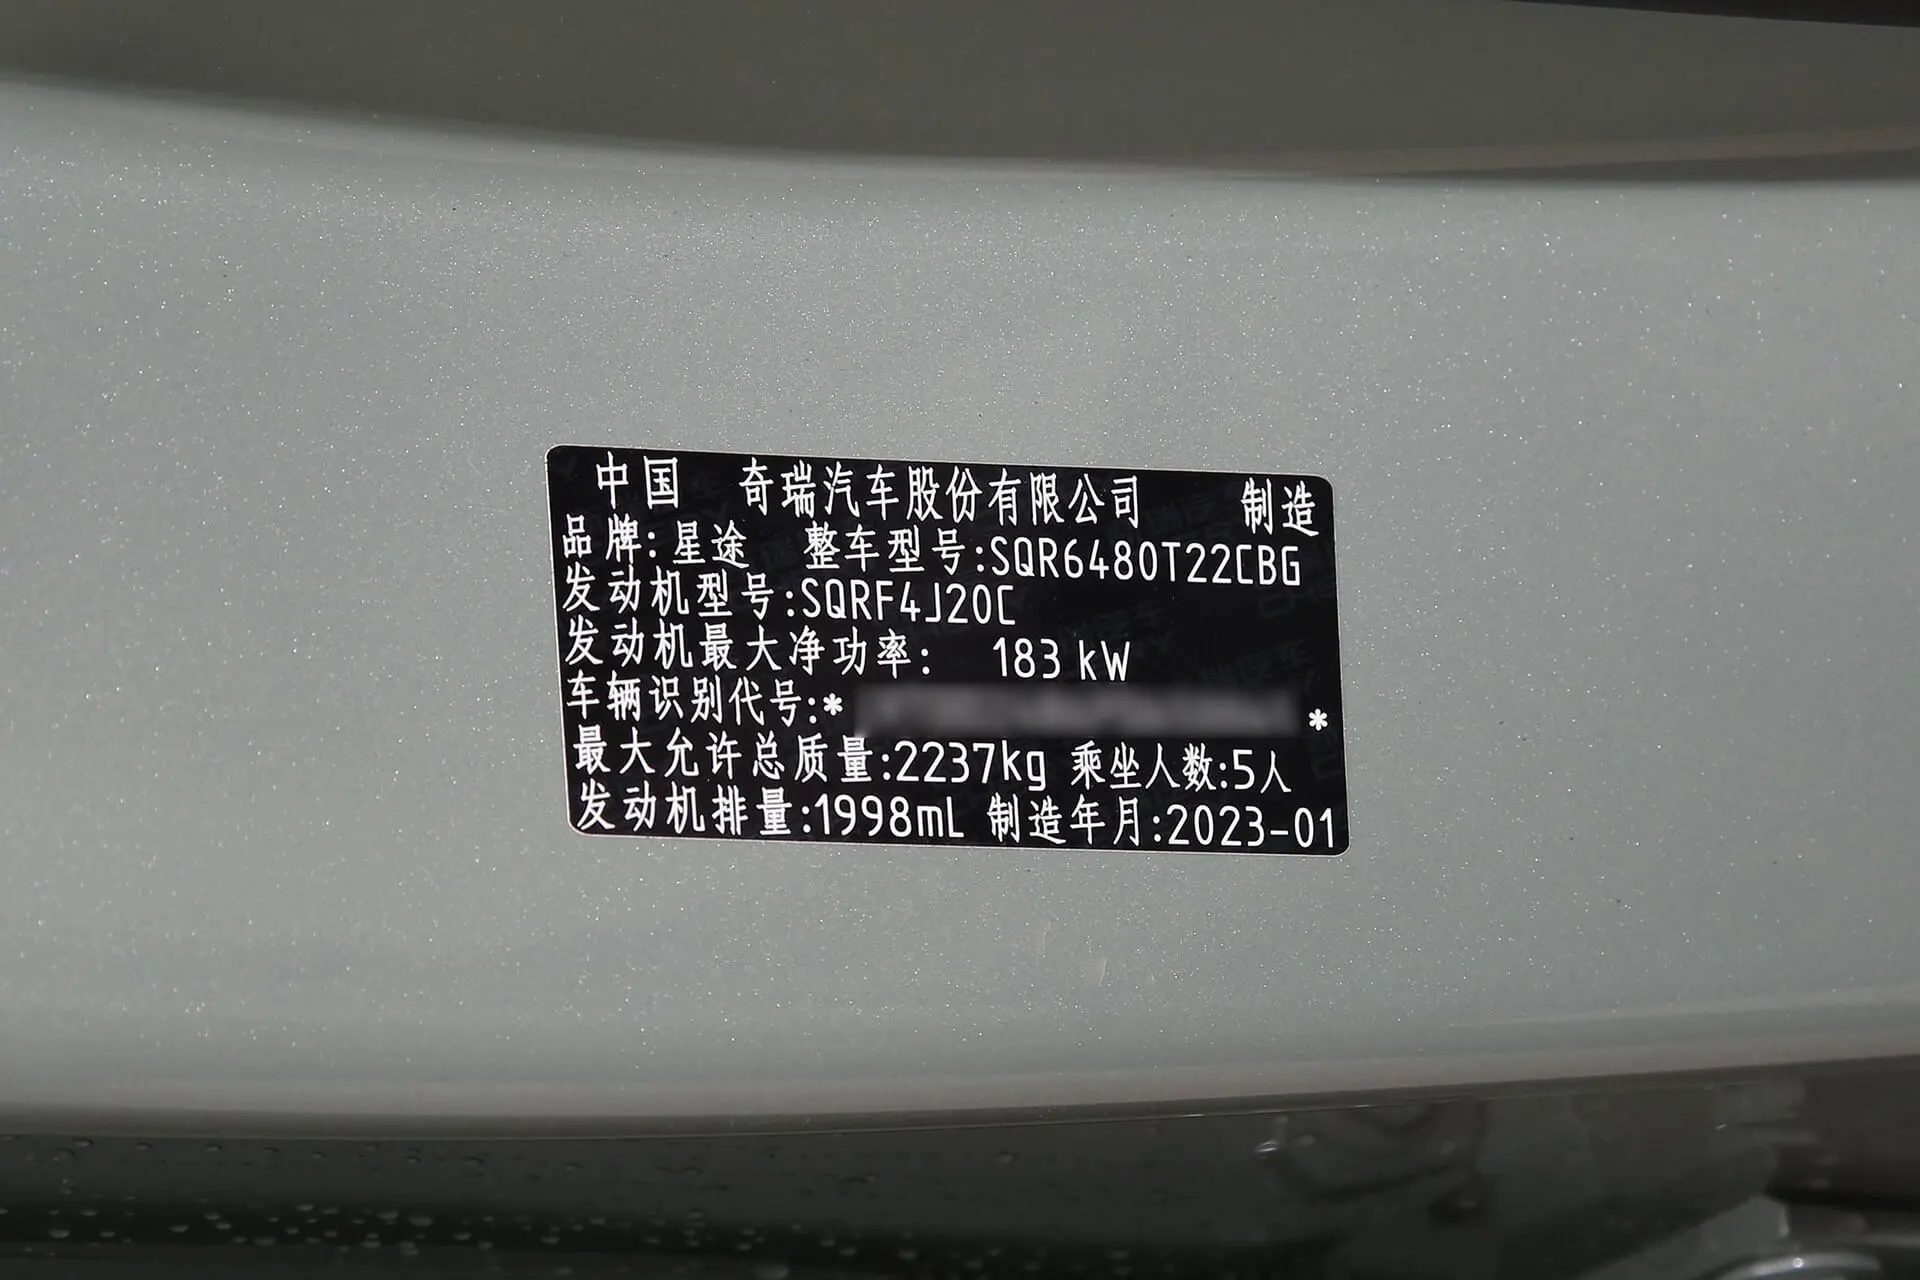 中国 奇瑞汽车股份有限公司 制造
品牌:星途 整车型号:SQR6480T22CBG
发动机型号:SQRF4J20C
发动机最大净功率: 183 kW
车辆识别代号:* *
最大允许总质量:2237kg 乘坐人数:5人
发动机排量:1998mL 制造年月:2023-01